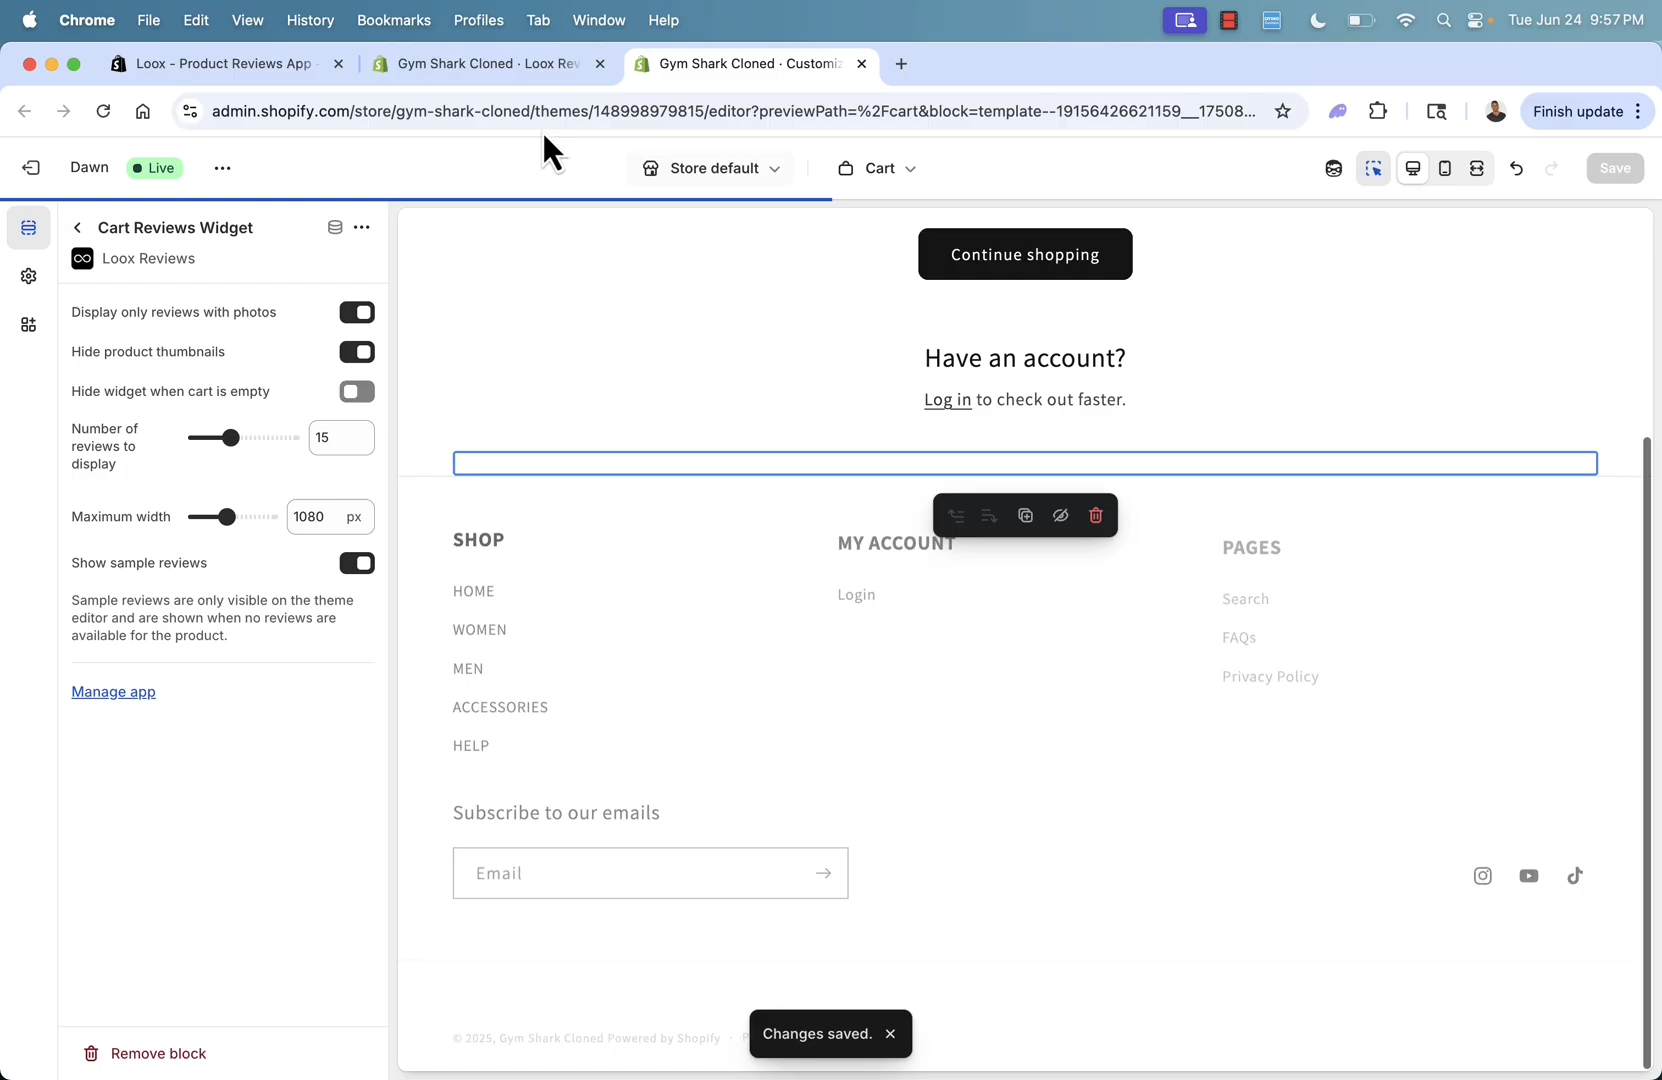 Chrome File Edit View History Bookmarks Profiles Tab Window Help
Tue Jun 24 9:57 PM
Loox - Product Reviews App
Gym Shark Cloned · Loox Rev
Gym Shark Cloned · Customiz
admin.shopify.com/store/gym-shark-cloned/themes/148998979815/editor?previewPath=%2Fcart&block=template--19156426621159__17508...
Finish update
Dawn
Live
Store default
Cart
Save
Cart Reviews Widget
Loox Reviews
Display only reviews with photos
Hide product thumbnails
Hide widget when cart is empty
Number of
reviews to
display
15
Maximum width
1080 px
Show sample reviews
Sample reviews are only visible on the theme
editor and are shown when no reviews are
available for the product.
Manage app
Remove block
Continue shopping
Have an account?
Log in to check out faster.
SHOP
HOME
WOMEN
MEN
ACCESSORIES
HELP
MY ACCOUNT
Login
PAGES
Search
FAQs
Privacy Policy
Subscribe to our emails
Email
© 2025, Gym Shark Cloned Powered by Shopify ·
Changes saved.